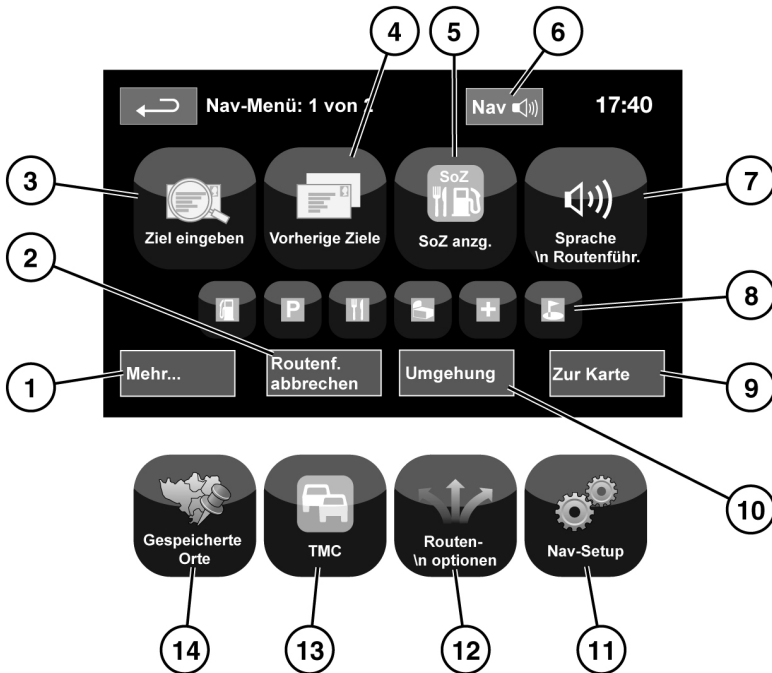 4
5
6
Nav-Menü: 1 von 2
Nav
17:40
3
SoZ
7
Ziel eingeben
Vorherige Ziele
SoZ anzg.
Sprache
\n Routenführ.
2
P
8
1
Mehr...
Routenf.
abbrechen
Umgehung
Zur Karte
9
10
Gespeicherte
Orte
TMC
Routen-
\n optionen
Nav-Setup
14
13
12
11